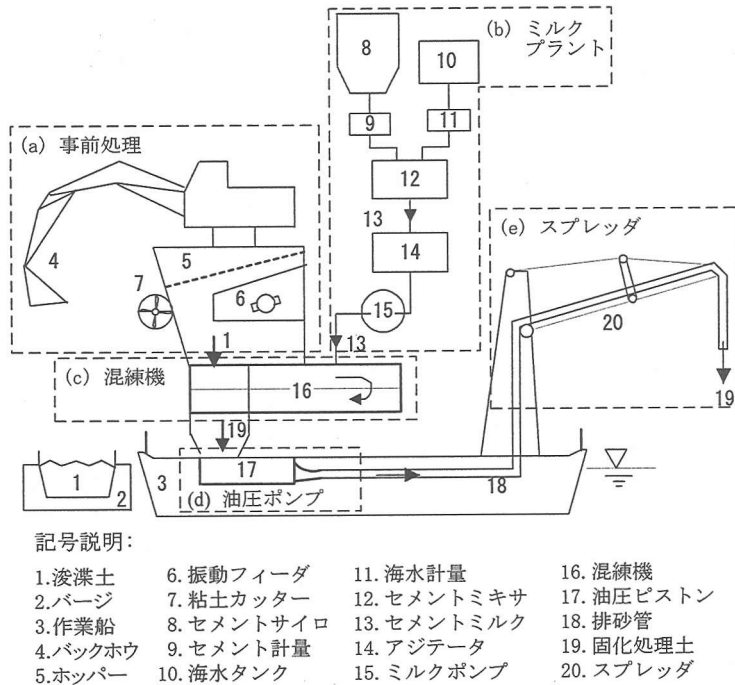 (b) ミルク
プラント
8
10
9
11
(a) 事前処理
12
13
(e) スプレッダ
4
5
14
7
6
15
20
1
13
(c) 混練機
16
19
19
17
1
2
3
(d) 油圧ポンプ
18
記号説明:
1.浚渫土 6.振動フィーダ 11.海水計量 16.混練機
2.バージ 7.粘土カッター 12.セメントミキサ 17.油圧ピストン
3.作業船 8.セメントサイロ 13.セメントミルク 18.排砂管
4.バックホウ 9.セメント計量 14.アジテータ 19.固化処理土
5.ホッパー 10.海水タンク 15.ミルクポンプ 20.スプレッダ